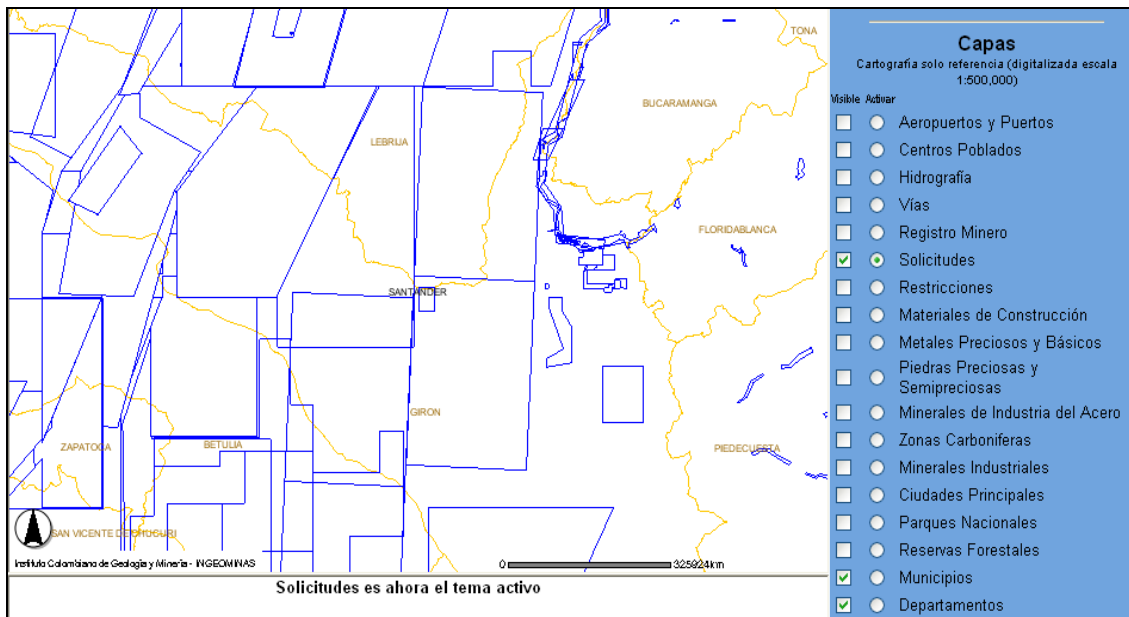 TONA
BUCARAMANGA
LEBRIJA
FLORIDABLANCA
SANTANDER
GIRON
ZAPATOCA
BETULIA
PIEDECUESTA
SAN VICENTE DE CHUCURI
Instituto Colombiano de Geología y Minería - INGEOMINAS
0
325924km
Solicitudes es ahora el tema activo
Capas
Cartografía solo referencia (digitalizada escala
1:500,000)
Visible Activar
Aeropuertos y Puertos
Centros Poblados
Hidrografía
Vías
Registro Minero
Solicitudes
Restricciones
Materiales de Construcción
Metales Preciosos y Básicos
Piedras Preciosas y
Semipreciosas
Minerales de Industria del Acero
Zonas Carboniferas
Minerales Industriales
Ciudades Principales
Parques Nacionales
Reservas Forestales
Municipios
Departamentos